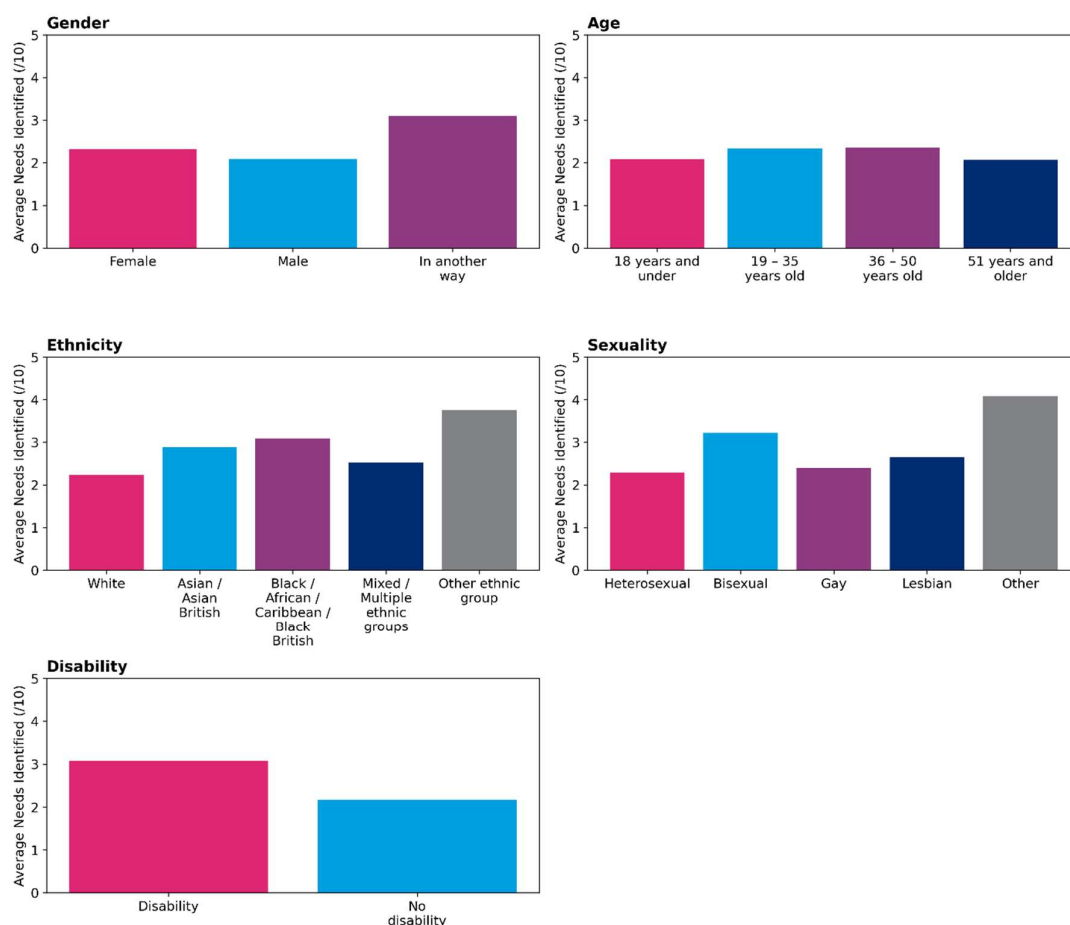 Gender
Average Needs Identified (/10)
5
4
3
2
1
0
Female
Male
In another
way
Age
Average Needs Identified (/10)
5
4
3
2
1
0
18 years and
under
19 – 35
years old
36 – 50
years old
51 years and
older
Ethnicity
Average Needs Identified (/10)
5
4
3
2
1
0
White
Asian /
Asian
British
Black /
African /
Caribbean /
Black
British
Mixed /
Multiple
ethnic
groups
Other ethnic
group
Sexuality
Average Needs Identified (/10)
5
4
3
2
1
0
Heterosexual
Bisexual
Gay
Lesbian
Other
Disability
Average Needs Identified (/10)
5
4
3
2
1
0
Disability
No
disability